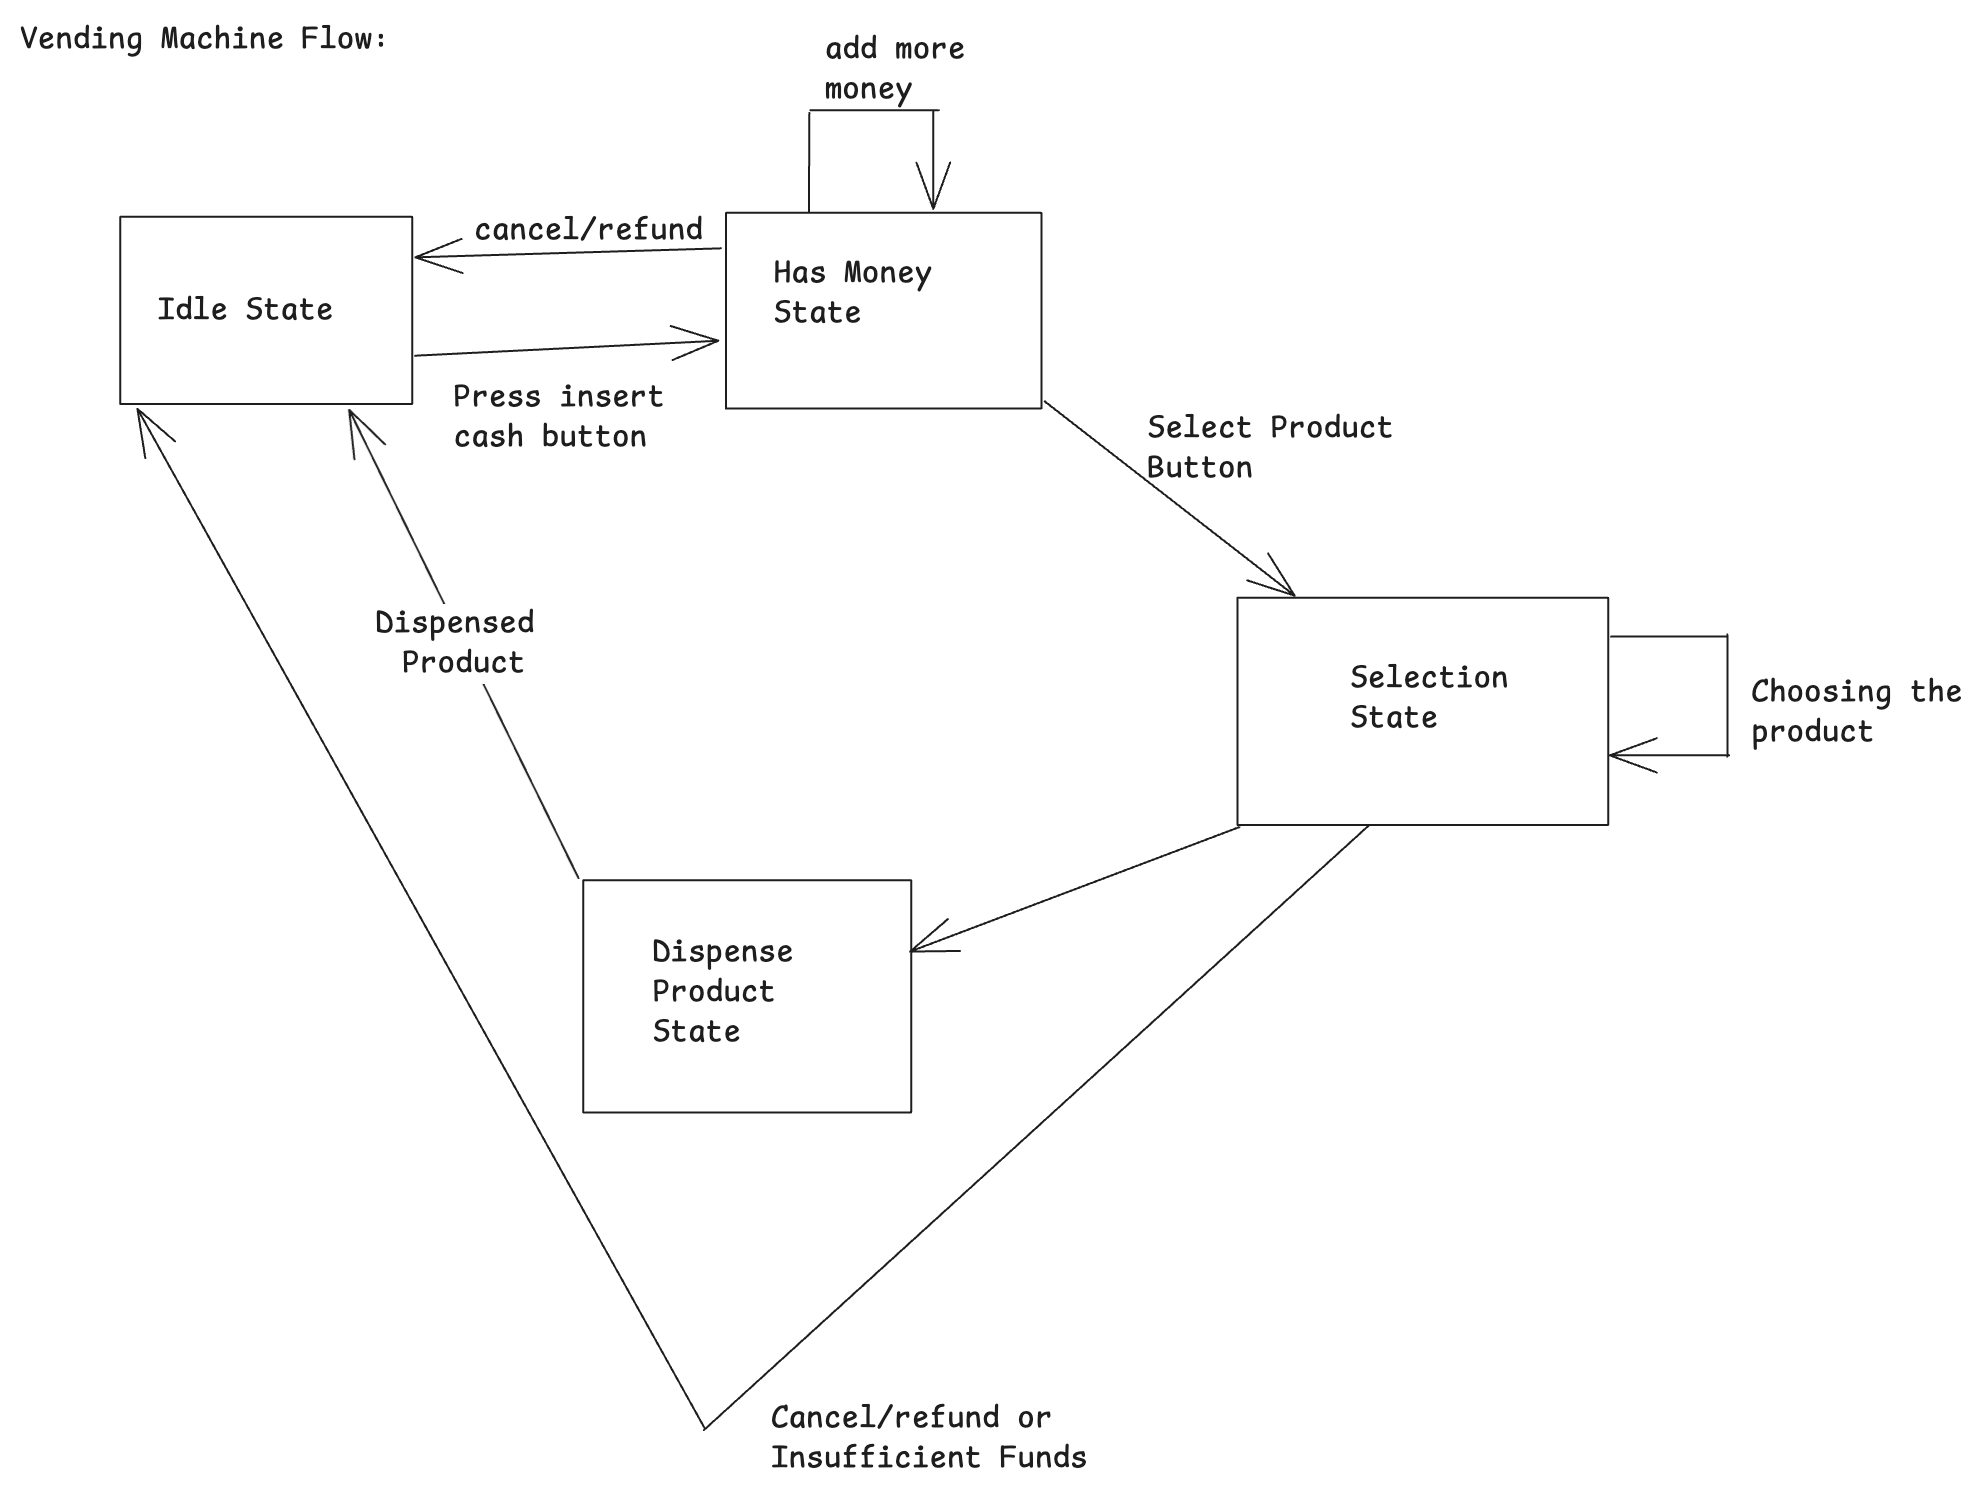 Vending Machine Flow:
add more
money
cancel/refund
Idle State
Has Money
State
Press insert
cash button
Select Product
Button
Dispensed
Product
Selection
State
Choosing the
product
Dispense
Product
State
Cancel/refund or
Insufficient Funds